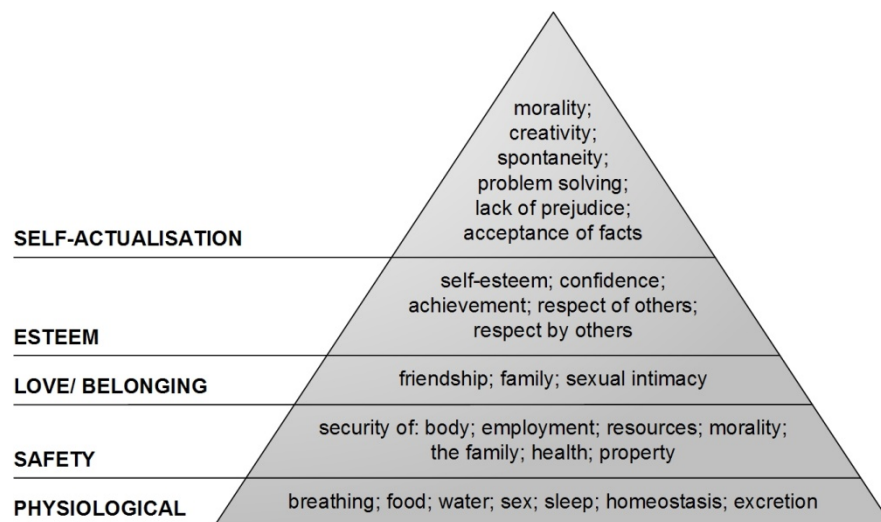 morality;
creativity;
spontaneity;
problem solving;
lack of prejudice;
acceptance of facts
SELF-ACTUALISATION
self-esteem; confidence;
achievement; respect of others;
respect by others
ESTEEM
friendship; family; sexual intimacy
LOVE/ BELONGING
security of: body; employment; resources; morality;
the family; health; property
SAFETY
breathing; food; water; sex; sleep; homeostasis; excretion
PHYSIOLOGICAL